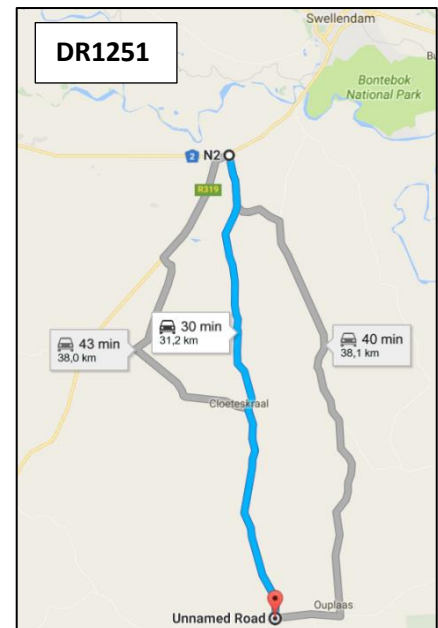 Swellendam
DR1251
Bu
Bontebok
National Park
2 N2
R319
30 min
31,2 km
43 min
38,0 km
40 min
38,1 km
Cloeteskraal
Ouplaas
Unnamed Road